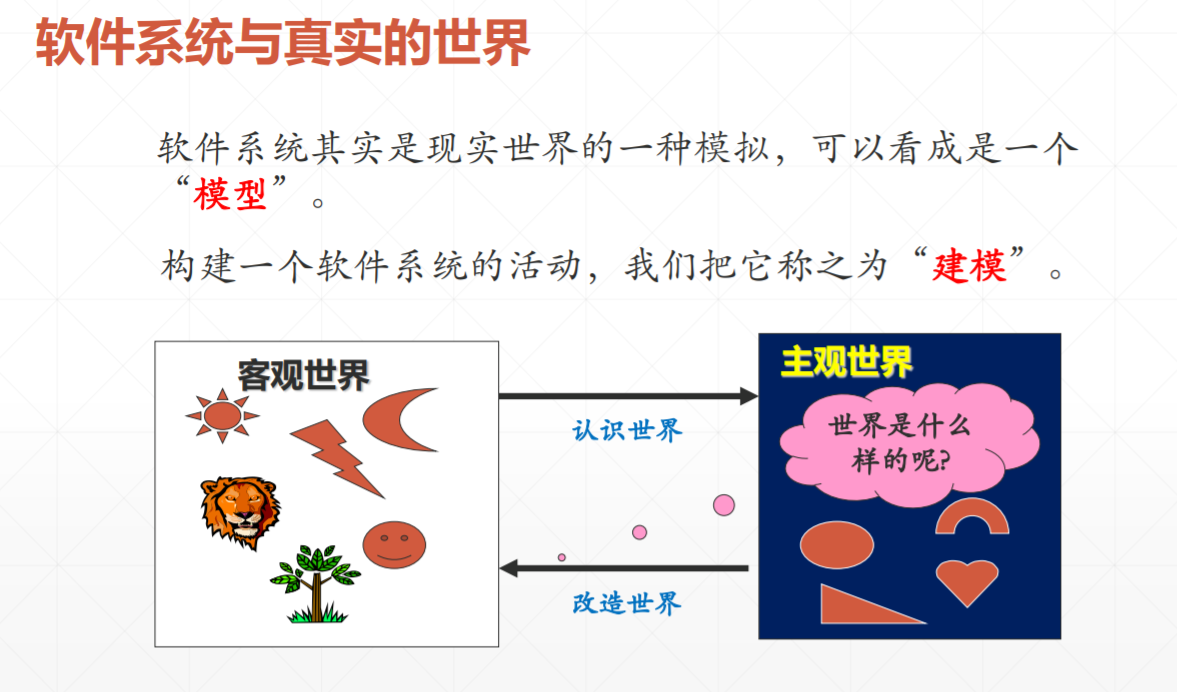 软件系统与真实的世界
软件系统其实是现实世界的一种模拟，可以看成是一个
“模型”。
构建一个软件系统的活动，我们把它称之为“建模”。
客观世界
主观世界
世界是什么
样的呢?
认识世界
改造世界